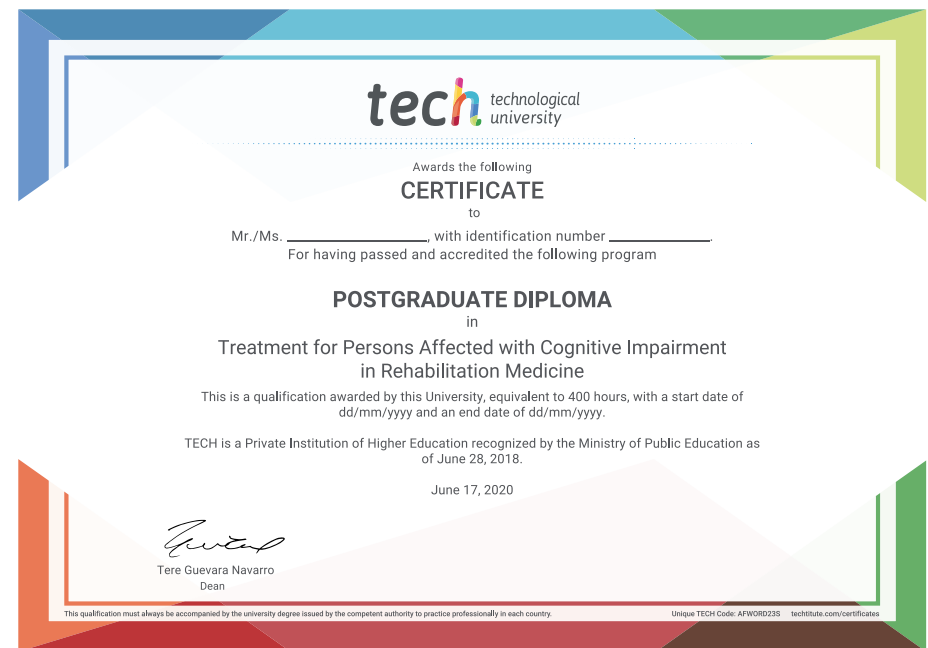 tech technological
university
Awards the following
CERTIFICATE
to
Mr./Ms. ____________________, with identification number ______________.
For having passed and accredited the following program
POSTGRADUATE DIPLOMA
in
Treatment for Persons Affected with Cognitive Impairment
in Rehabilitation Medicine
This is a qualification awarded by this University, equivalent to 400 hours, with a start date of
dd/mm/yyyy and an end date of dd/mm/yyyy.
TECH is a Private Institution of Higher Education recognized by the Ministry of Public Education as
of June 28, 2018.
June 17, 2020
Tere Guevara Navarro
Dean
This qualification must always be accompanied by the university degree issued by the competent authority to practice professionally in each country. Unique TECH Code: AFWORD23S techtitute.com/certificates